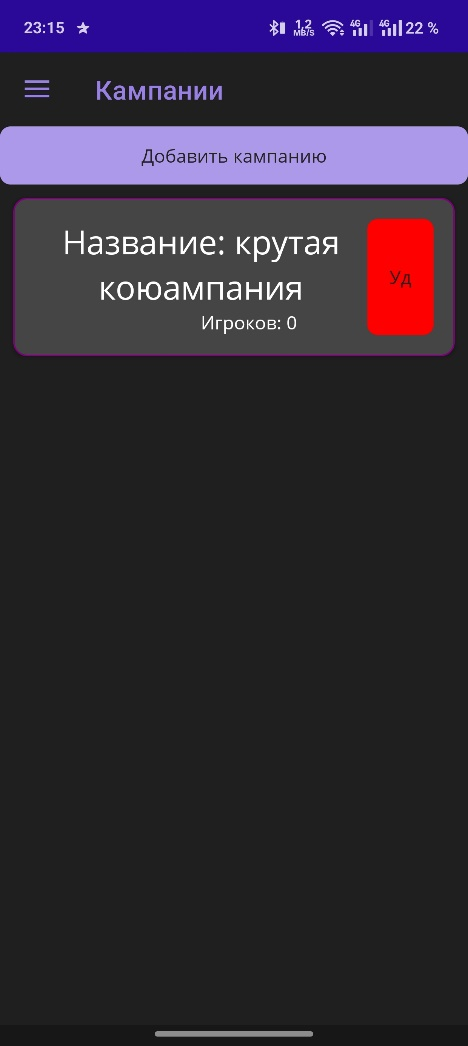 23:15
1,2 MB/S 4G 4G 22 %
Кампании
Добавить кампанию
Название: крутая
коюампания
Игроков: 0
Уд